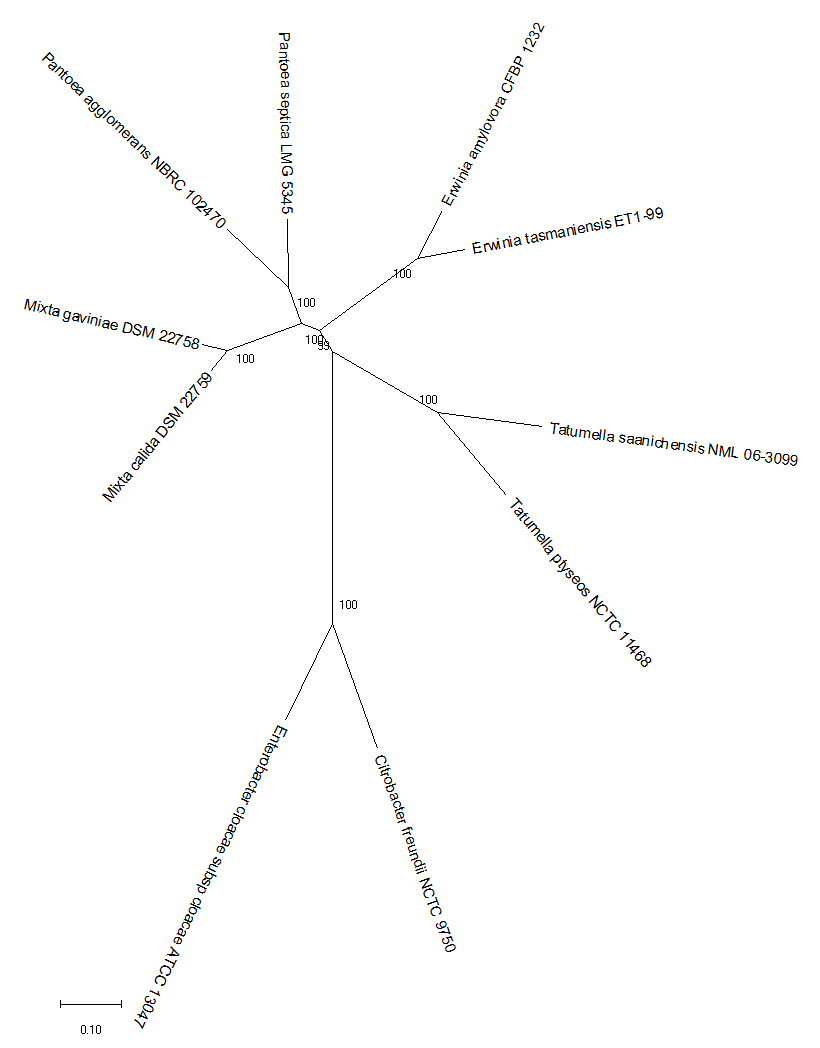 Pantoea septica LMG 5345
Erwinia amylovora CFBP 1232
Pantoea agglomerans NBRC 102470
Erwinia tasmaniensis ET1-99
100
100
Mixta gaviniae DSM 22758
100
99
100
Mixta calida DSM 22759
100
Tatumella saanichensis NML 06-3099
Tatumella ptyseos NCTC 11468
100
Enterobacter cloacae subsp cloacae ATCC 13047
Citrobacter freundii NCTC 9750
0.10